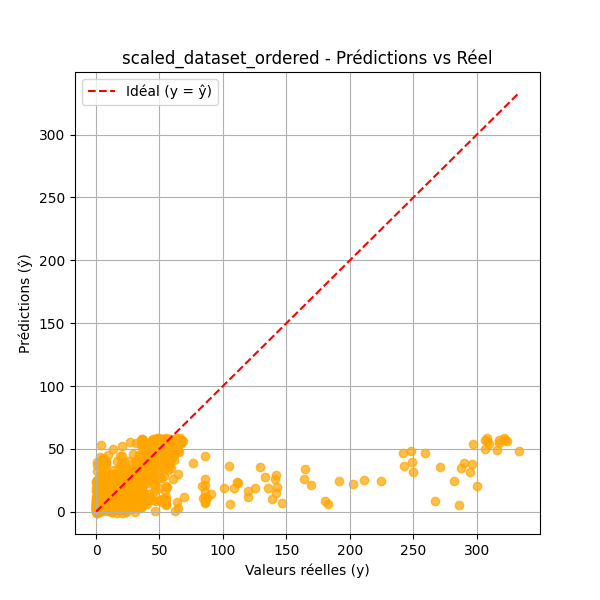 scaled_dataset_ordered - Prédictions vs Réel
Idéal (y = ŷ)
Prédictions (ŷ)
300
250
200
150
100
50
0
0 50 100 150 200 250 300
Valeurs réelles (y)